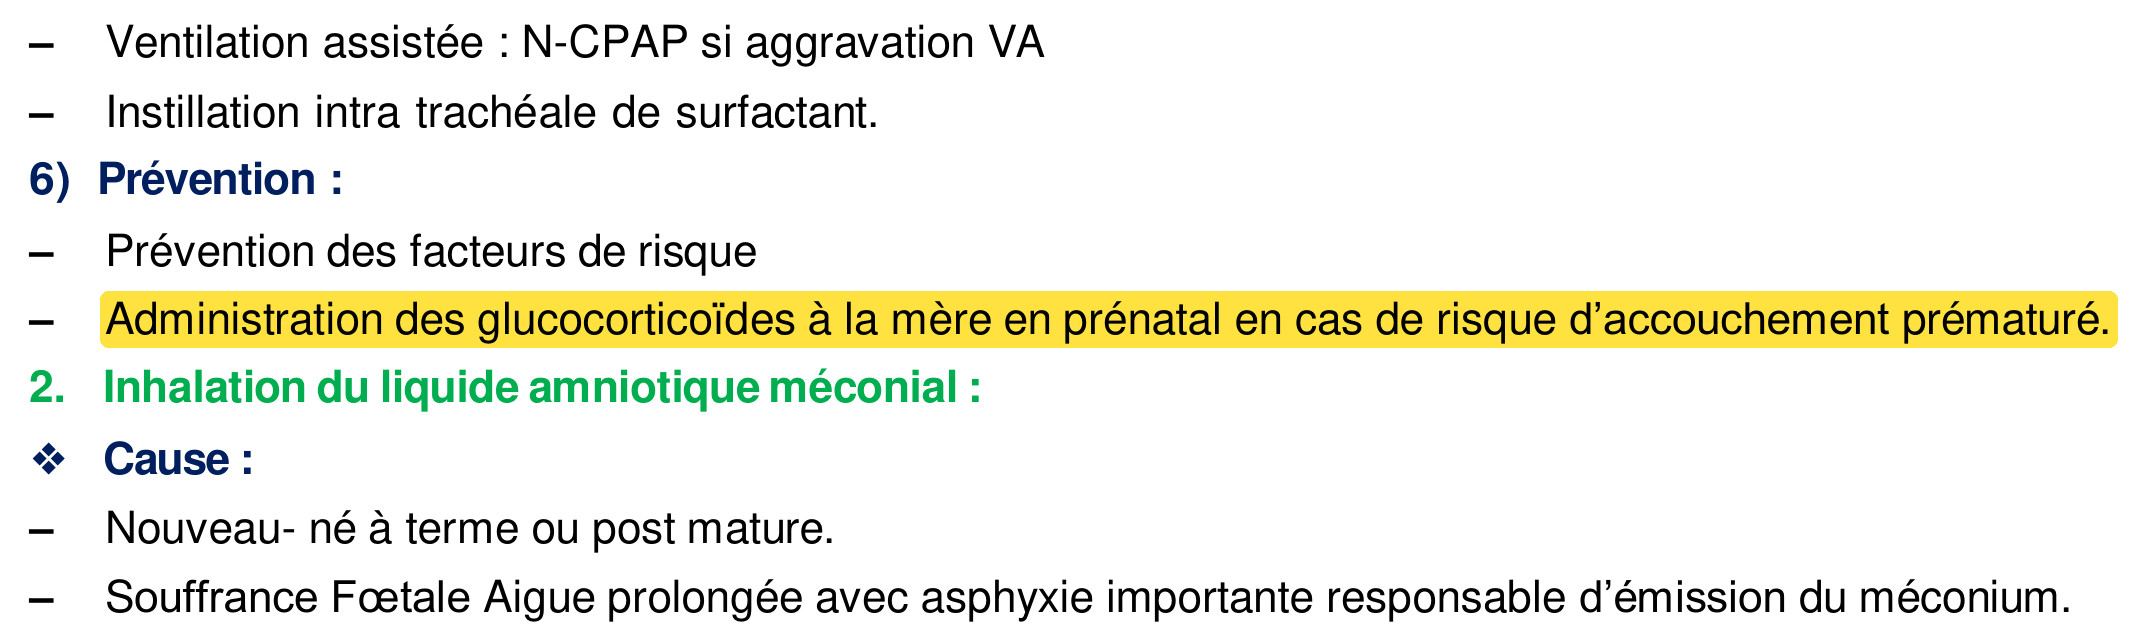 – Ventilation assistée : N-CPAP si aggravation VA
– Instillation intra trachéale de surfactant.
6) Prévention :
– Prévention des facteurs de risque
– Administration des glucocorticoïdes à la mère en prénatal en cas de risque d’accouchement prématuré.
2. Inhalation du liquide amniotique méconial :
❖ Cause :
– Nouveau- né à terme ou post mature.
– Souffrance Fœtale Aigue prolongée avec asphyxie importante responsable d’émission du méconium.